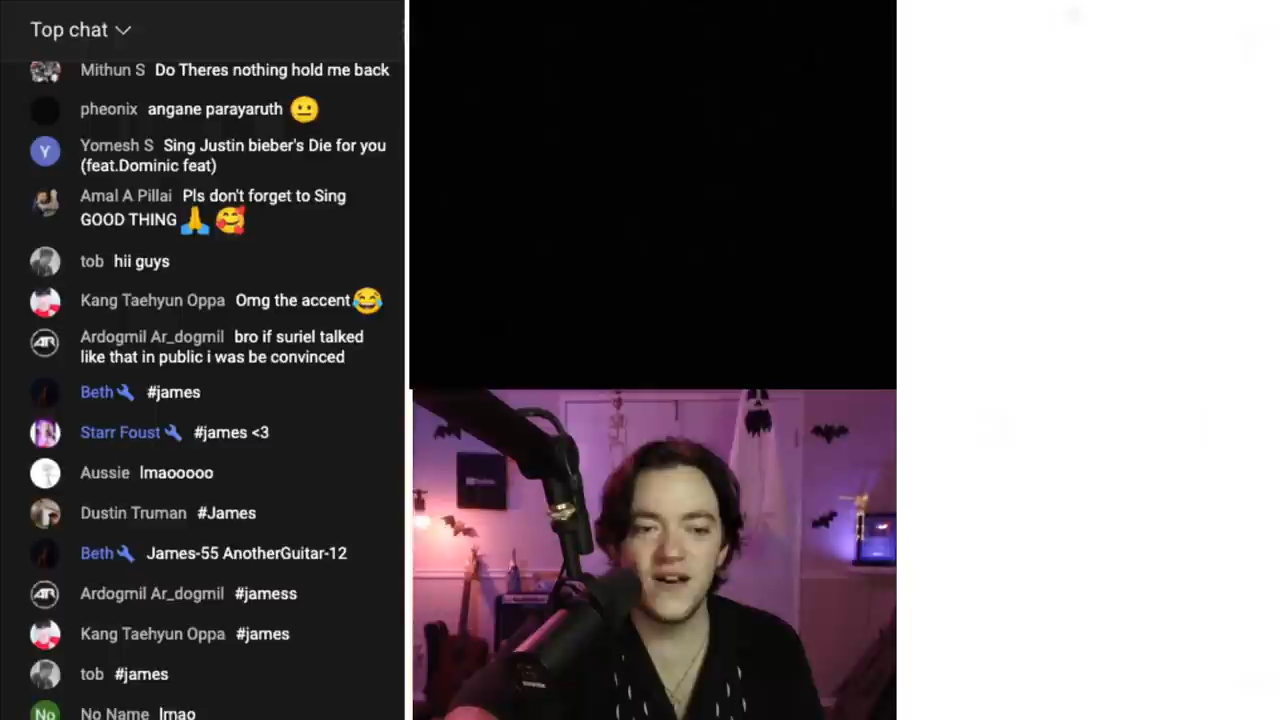 Top chat
Mithun S Do Theres nothing hold me back
pheonix angane parayaruth 😐
Yomesh S Sing Justin bieber's Die for you
(feat.Dominic feat)
Amal A Pillai Pls don't forget to Sing
GOOD THING 🙏 🥰
tob hii guys
Kang Taehyun Oppa Omg the accent 😂
Ardogmil Ar_dogmil bro if suriel talked
like that in public i was be convinced
Beth #james
Starr Foust #james <3
Aussie lmaooooo
Dustin Truman #James
Beth James-55 AnotherGuitar-12
Ardogmil Ar_dogmil #jamess
Kang Taehyun Oppa #james
tob #james
No Name lmao
Y
AR
AR
No